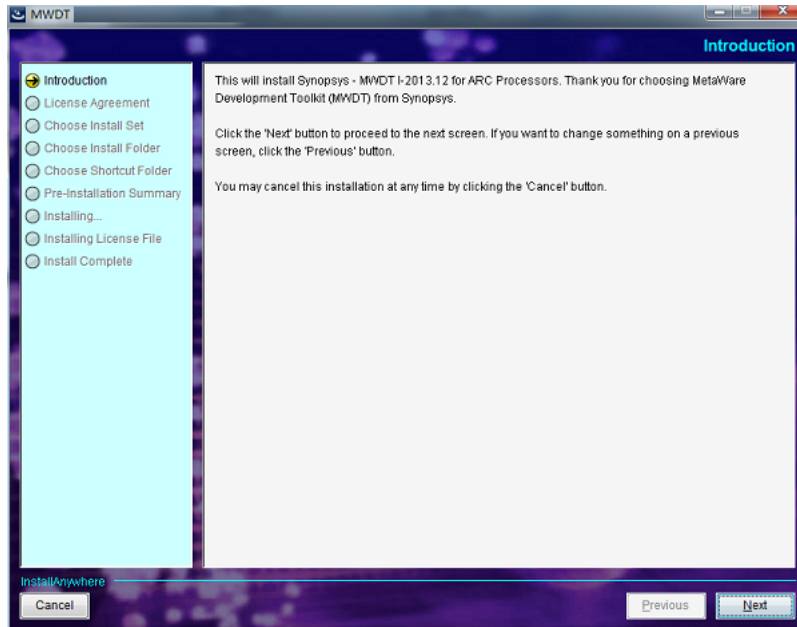 MWDT
Introduction
Introduction
License Agreement
Choose Install Set
Choose Install Folder
Choose Shortcut Folder
Pre-Installation Summary
Installing...
Installing License File
Install Complete
This will install Synopsys - MWDT I-2013.12 for ARC Processors. Thank you for choosing MetaWare
Development Toolkit (MWDT) from Synopsys.
Click the 'Next' button to proceed to the next screen. If you want to change something on a previous
screen, click the 'Previous' button.
You may cancel this installation at any time by clicking the 'Cancel' button.
InstallAnywhere
Cancel
Previous
Next